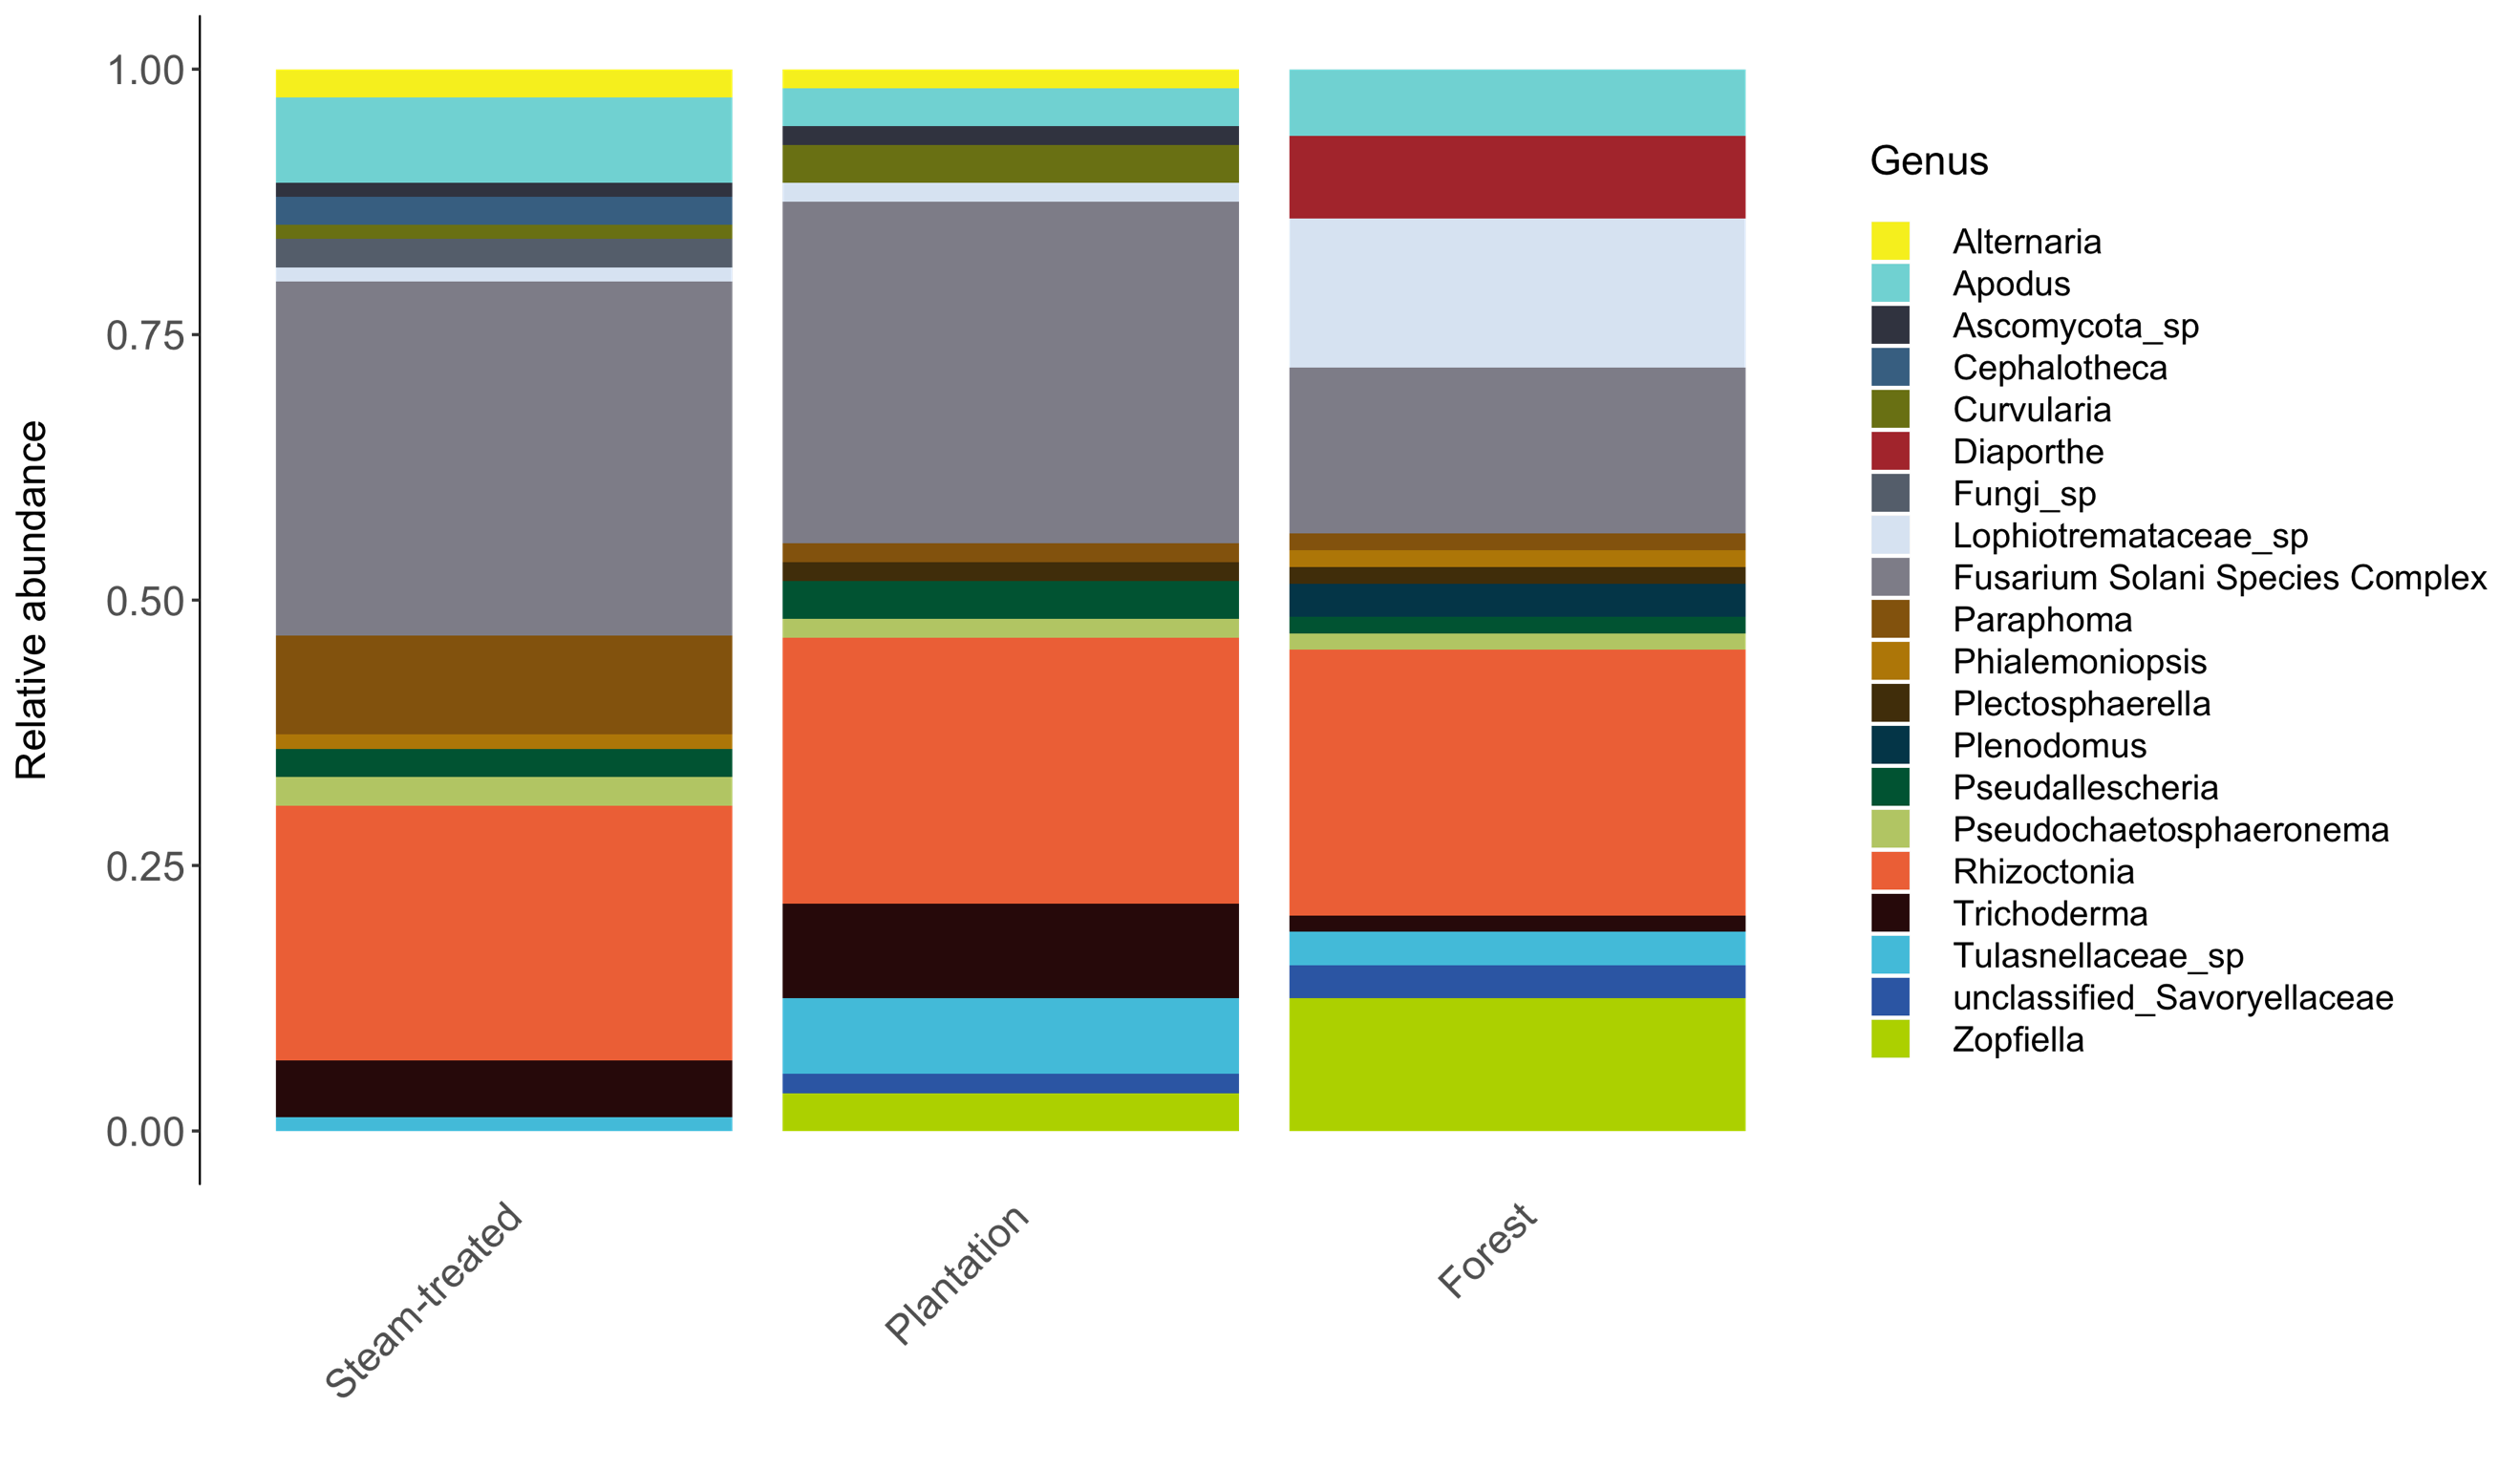 Relative abundance
1.00
0.75
0.50
0.25
0.00
Steam-treated
Plantation
Forest
Genus
Alternaria
Apodus
Ascomycota_sp
Cephalotheca
Curvularia
Diaporthe
Fungi_sp
Lophiotremataceae_sp
Fusarium Solani Species Complex
Paraphoma
Phialemoniopsis
Plectosphaerella
Plenodomus
Pseudallescheria
Pseudochaetosphaeronema
Rhizoctonia
Trichoderma
Tulasnellaceae_sp
unclassified_Savoryellaceae
Zopfiella